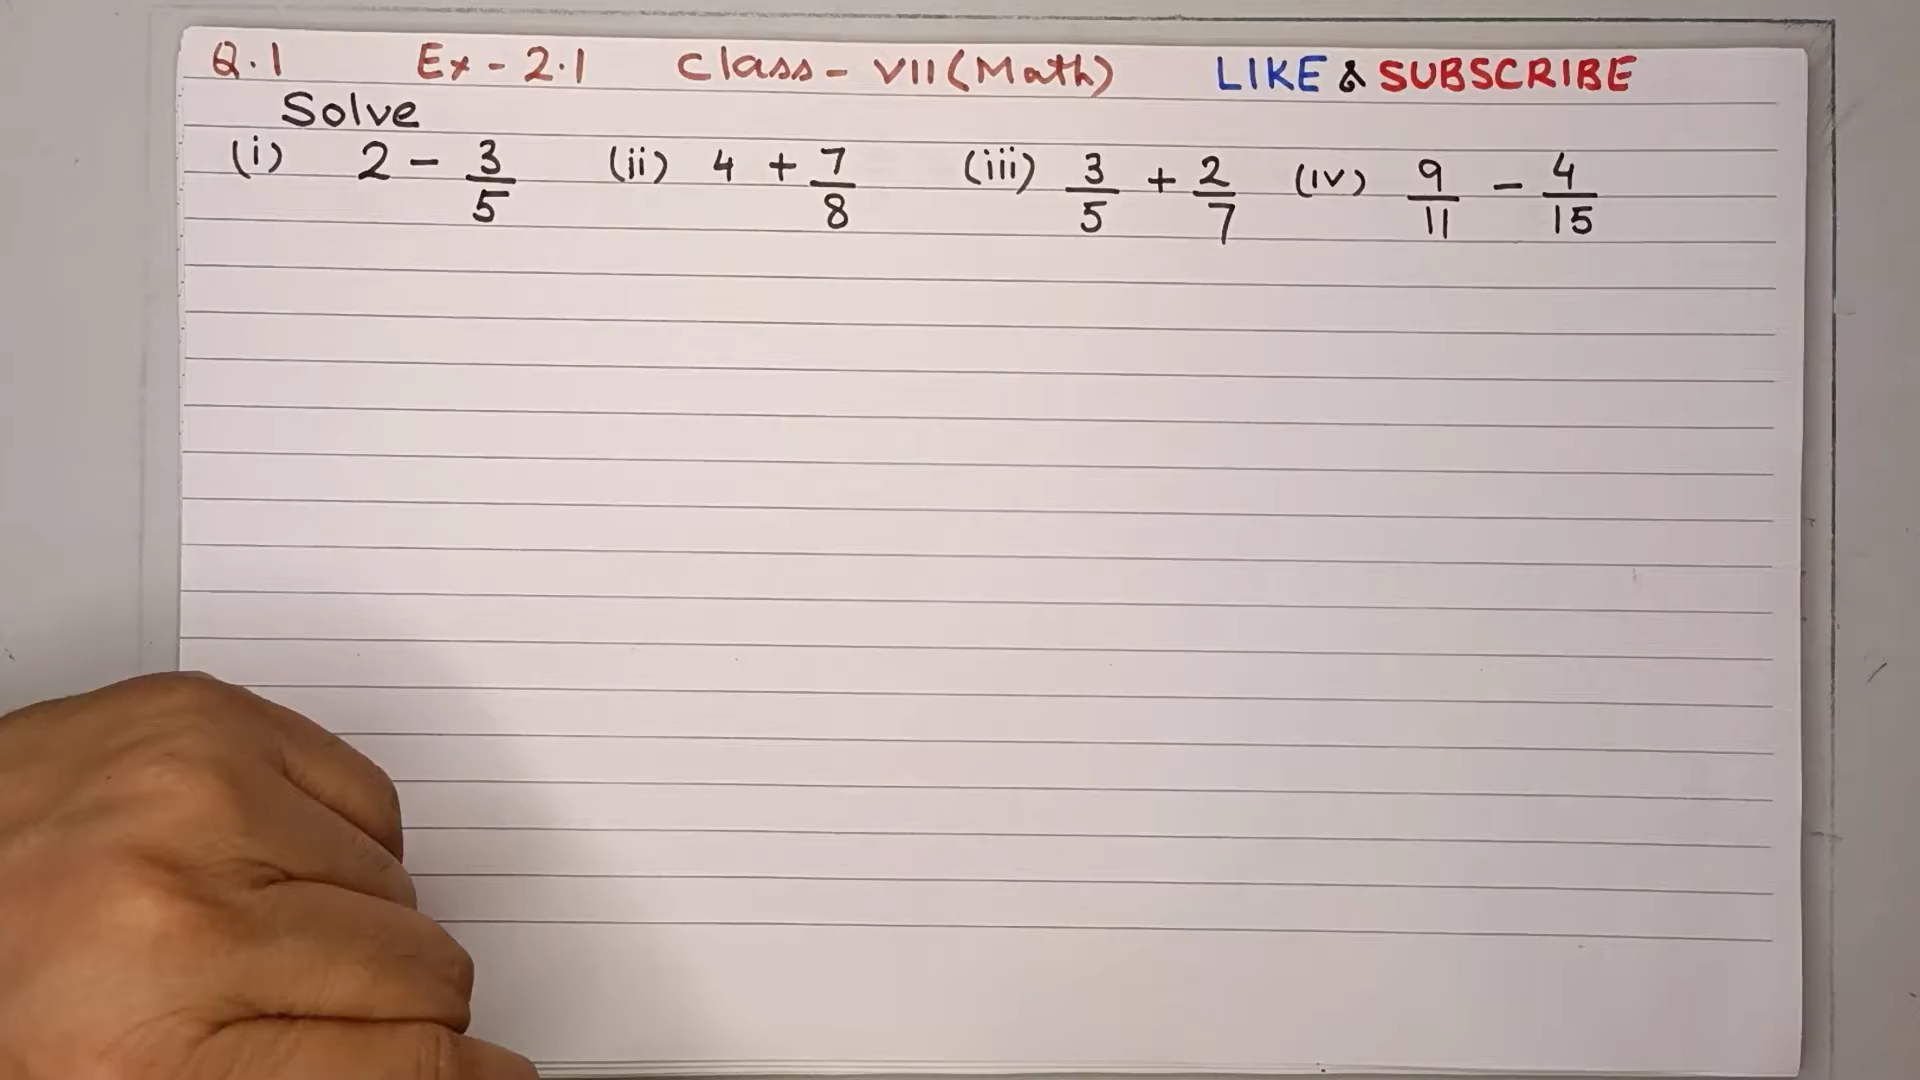 Q.1 Ex - 2.1 Class - VII (Math) LIKE & SUBSCRIBE
Solve
(i) 2 - 3/5 (ii) 4 + 7/8 (iii) 3/5 + 2/7 (iv) 9/11 - 4/15